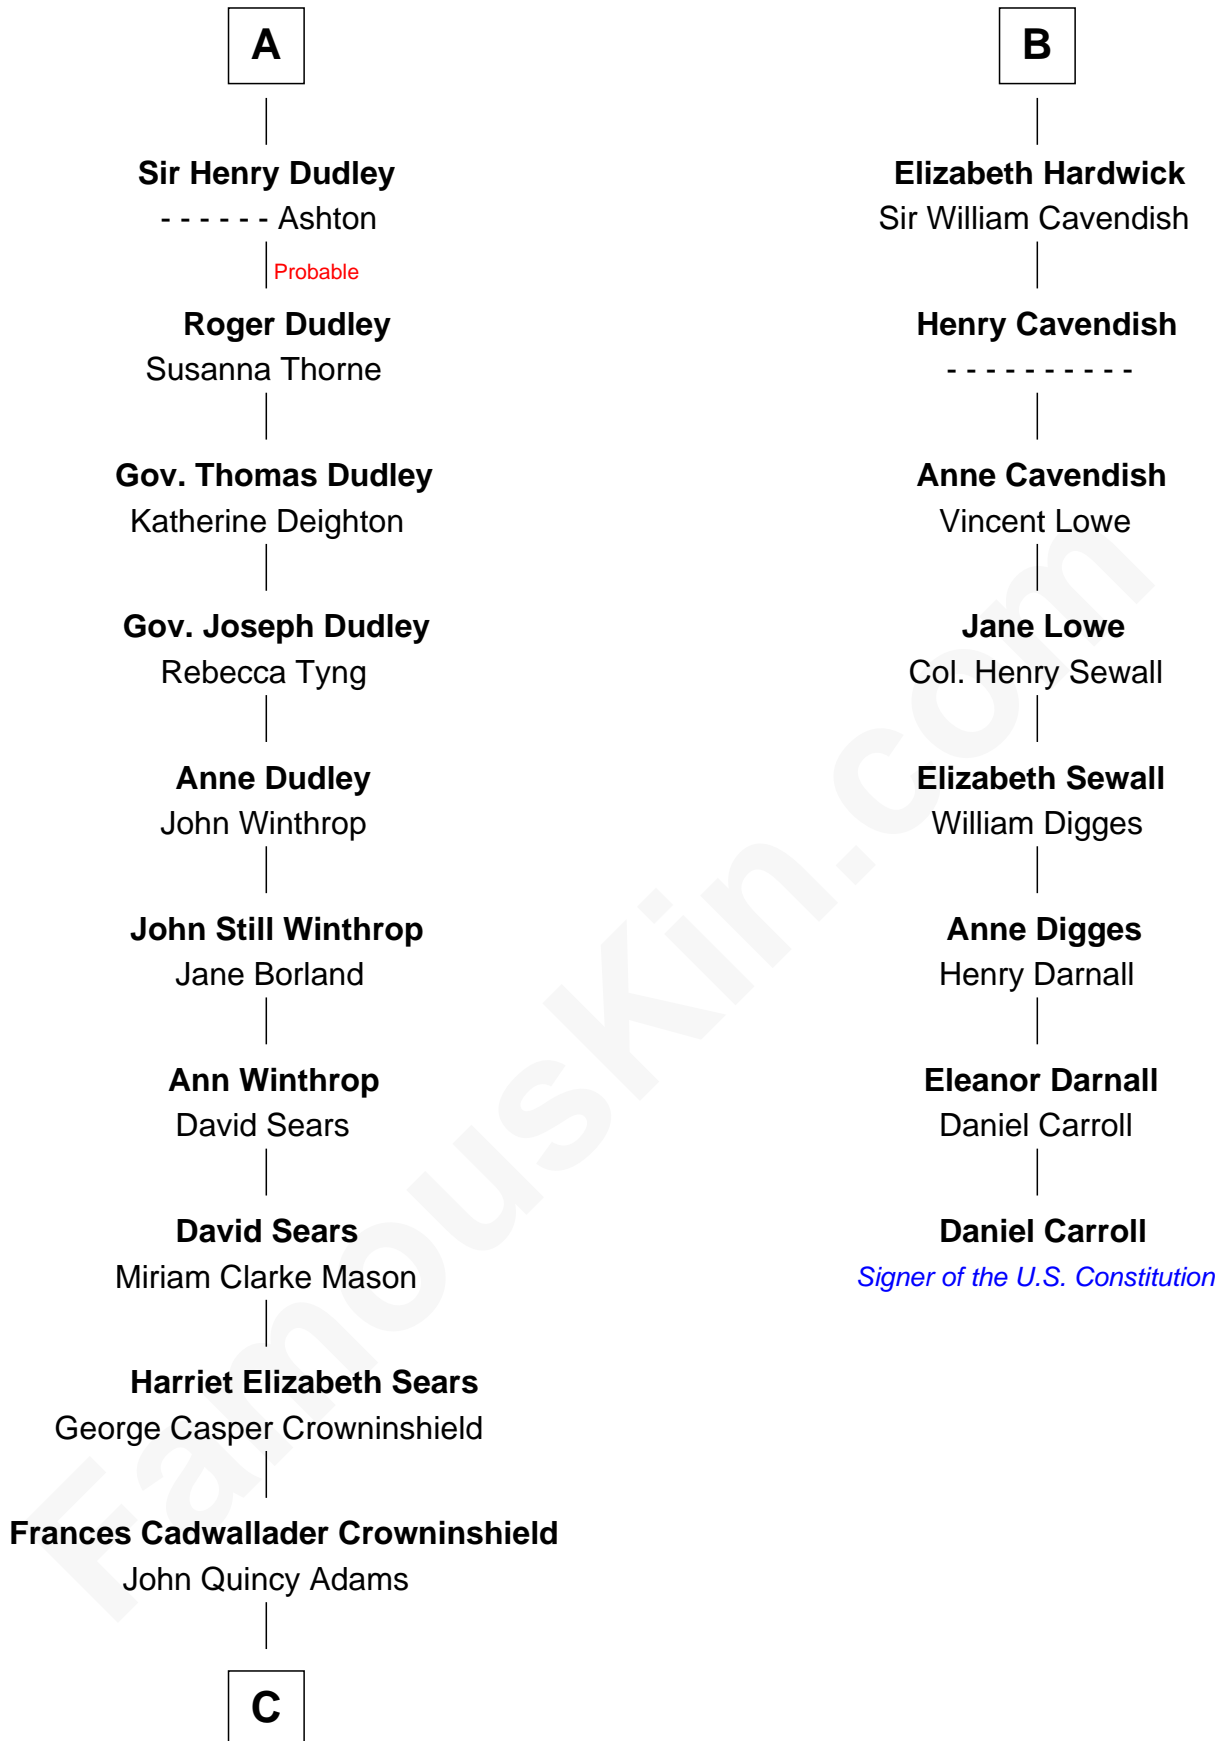 A
Sir Henry Dudley
- - - - - - Ashton
Probable
Roger Dudley
Susanna Thorne
Gov. Thomas Dudley
Katherine Deighton
Gov. Joseph Dudley
Rebecca Tyng
Anne Dudley
John Winthrop
John Still Winthrop
Jane Borland
Ann Winthrop
David Sears
David Sears
Miriam Clarke Mason
Harriet Elizabeth Sears
George Casper Crowninshield
Frances Cadwallader Crowninshield
John Quincy Adams
C
B
Elizabeth Hardwick
Sir William Cavendish
Henry Cavendish
- - - - - - - - - -
Anne Cavendish
Vincent Lowe
Jane Lowe
Col. Henry Sewall
Elizabeth Sewall
William Digges
Anne Digges
Henry Darnall
Eleanor Darnall
Daniel Carroll
Daniel Carroll
Signer of the U.S. Constitution
FamousKin.com